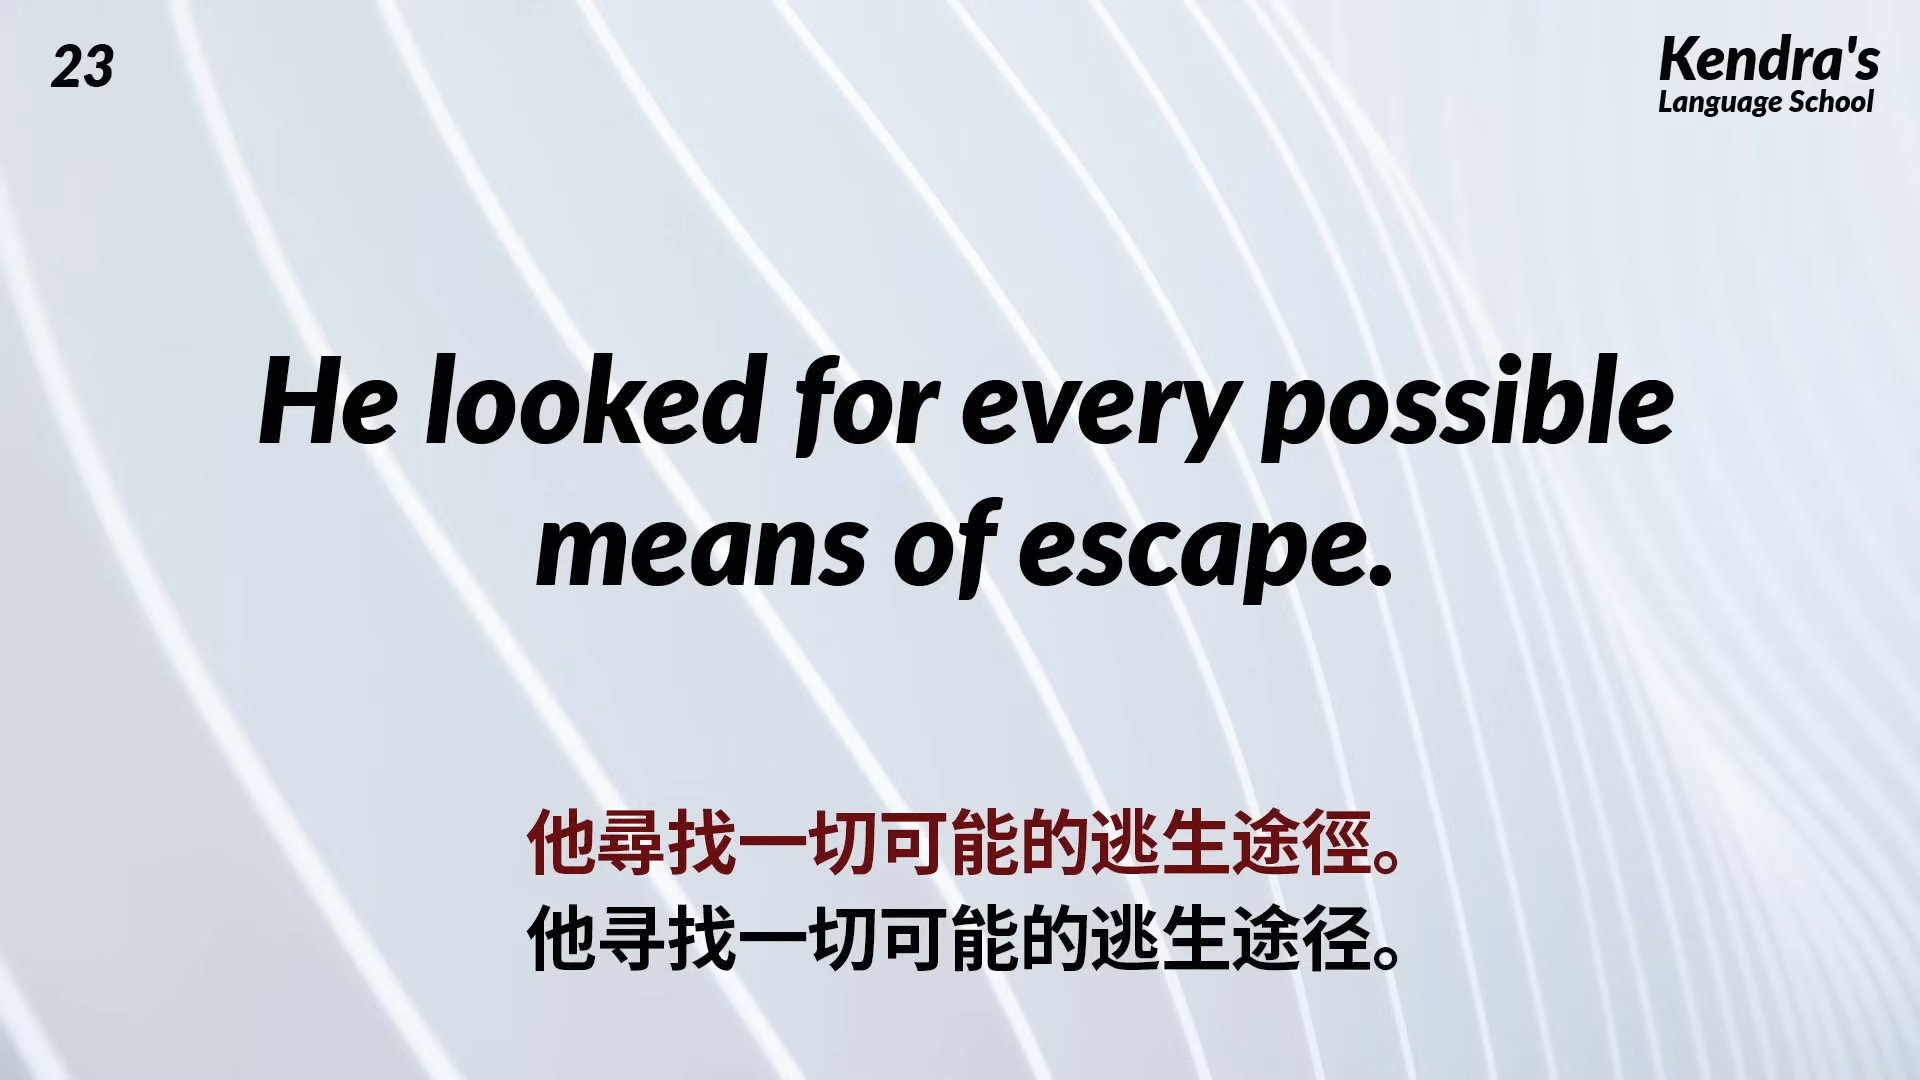 23
Kendra's
Language School
He looked for every possible
means of escape.
他尋找一切可能的逃生途徑。
他寻找一切可能的逃生途径。